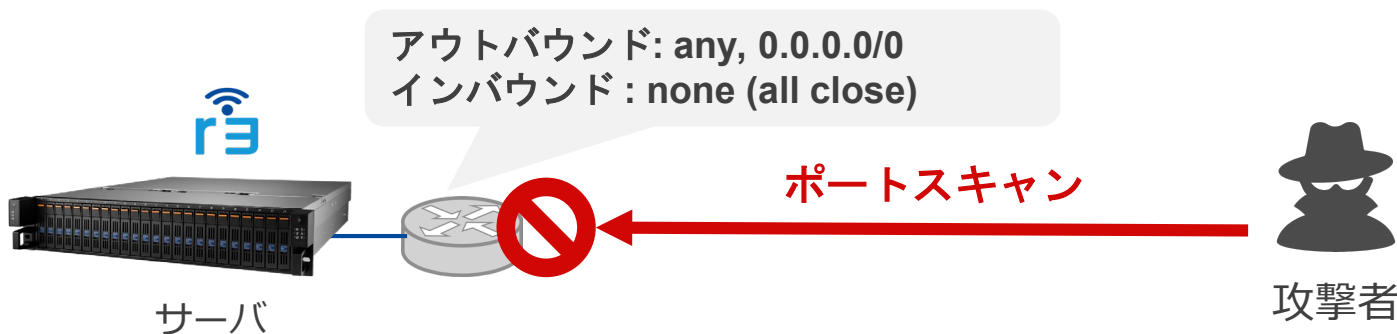 アウトバウンド: any, 0.0.0.0/0
インバウンド : none (all close)
r3
ポートスキャン
サーバ
攻撃者